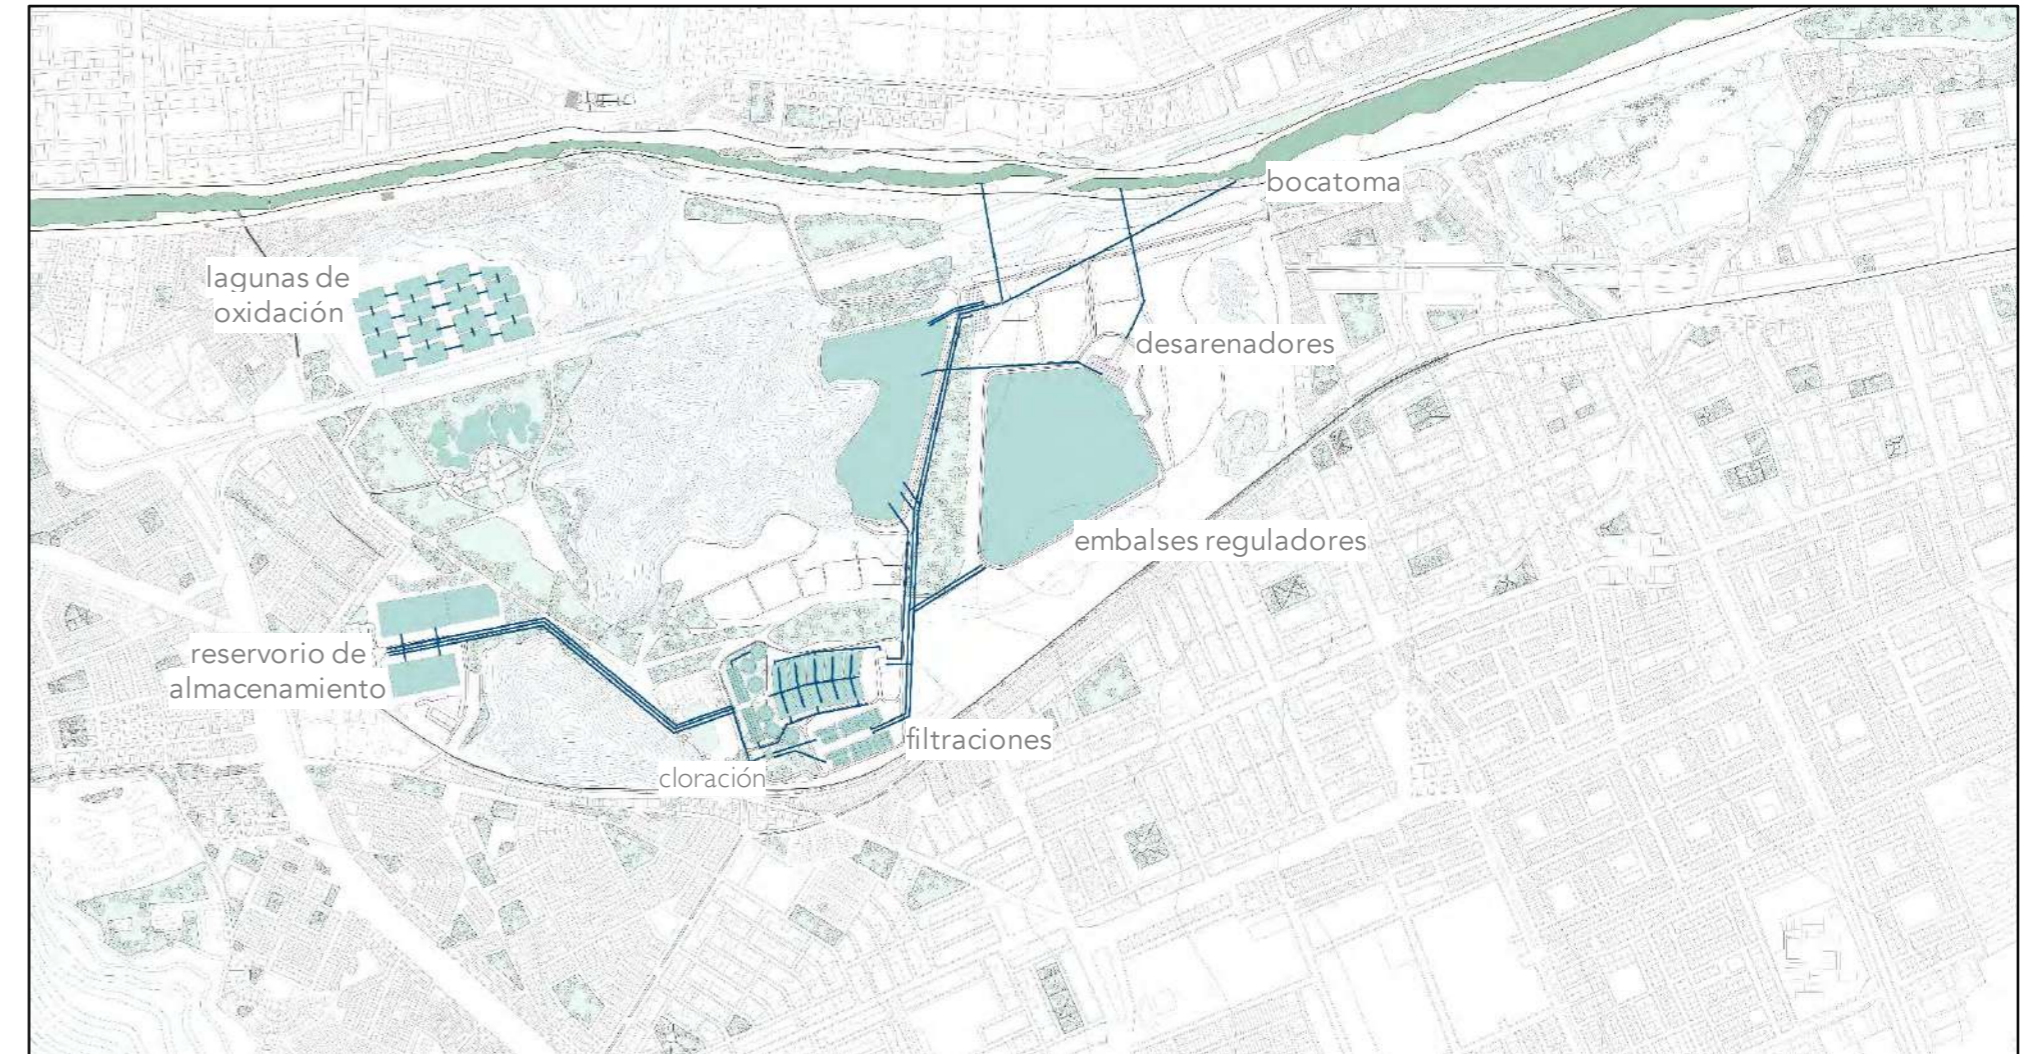 bocatoma
lagunas de
oxidación
desarenadores
embalses reguladores
reservorio de
almacenamiento
filtraciones
cloración